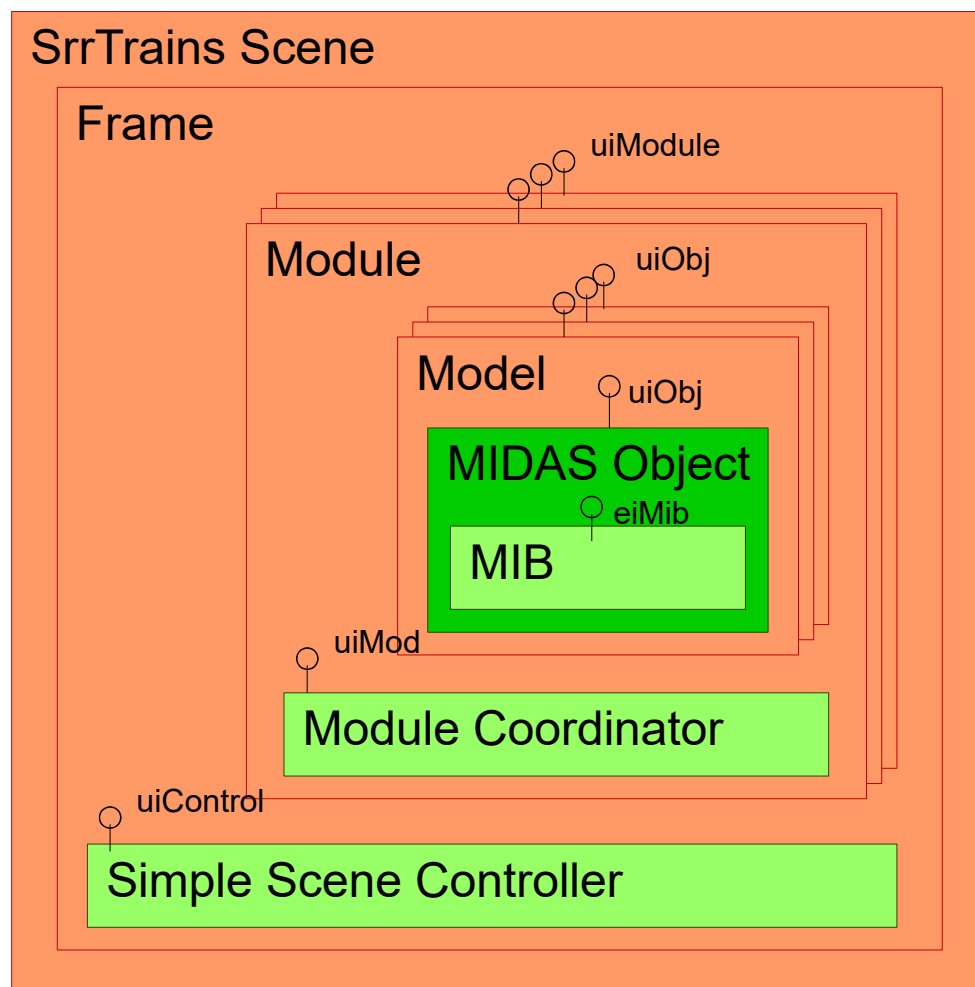 SrrTrains Scene
Frame
uiModule
Module
uiObj
Model
uiObj
MIDAS Object
eiMib
MIB
uiMod
Module Coordinator
uiControl
Simple Scene Controller